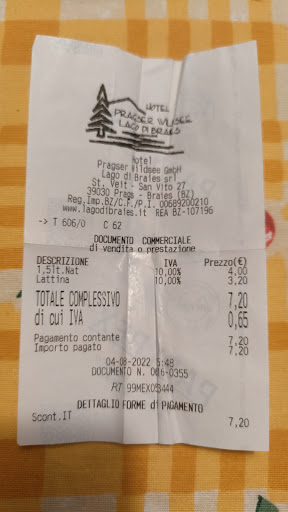 HOTEL
PRAGSER WILDSEE
LAGO DI BRAIES
Hotel
Pragser Wildsee GmbH
Lago di Braies srl
St. Veit - San Vito 27
39030 Prags - Braies (BZ)
Reg.Imp.BZ/C.F./P.I. 00689200210
www.lagodibraies.it REA BZ-107196
-> T 606/0 C 62
DOCUMENTO COMMERCIALE
di vendita o prestazione
DESCRIZIONE IVA Prezzo(€)
1,5lt.Nat 10,00% 4,00
Lattina 10,00% 3,20
TOTALE COMPLESSIVO 7,20
di cui IVA 0,65
Pagamento contante 7,20
Importo pagato 7,20
04-08-2022 :48
DOCUMENTO N. 0616-0355
RT 99MEX
DETTAGLIO FORME di PAGAMENTO
Scont.IT 7,20